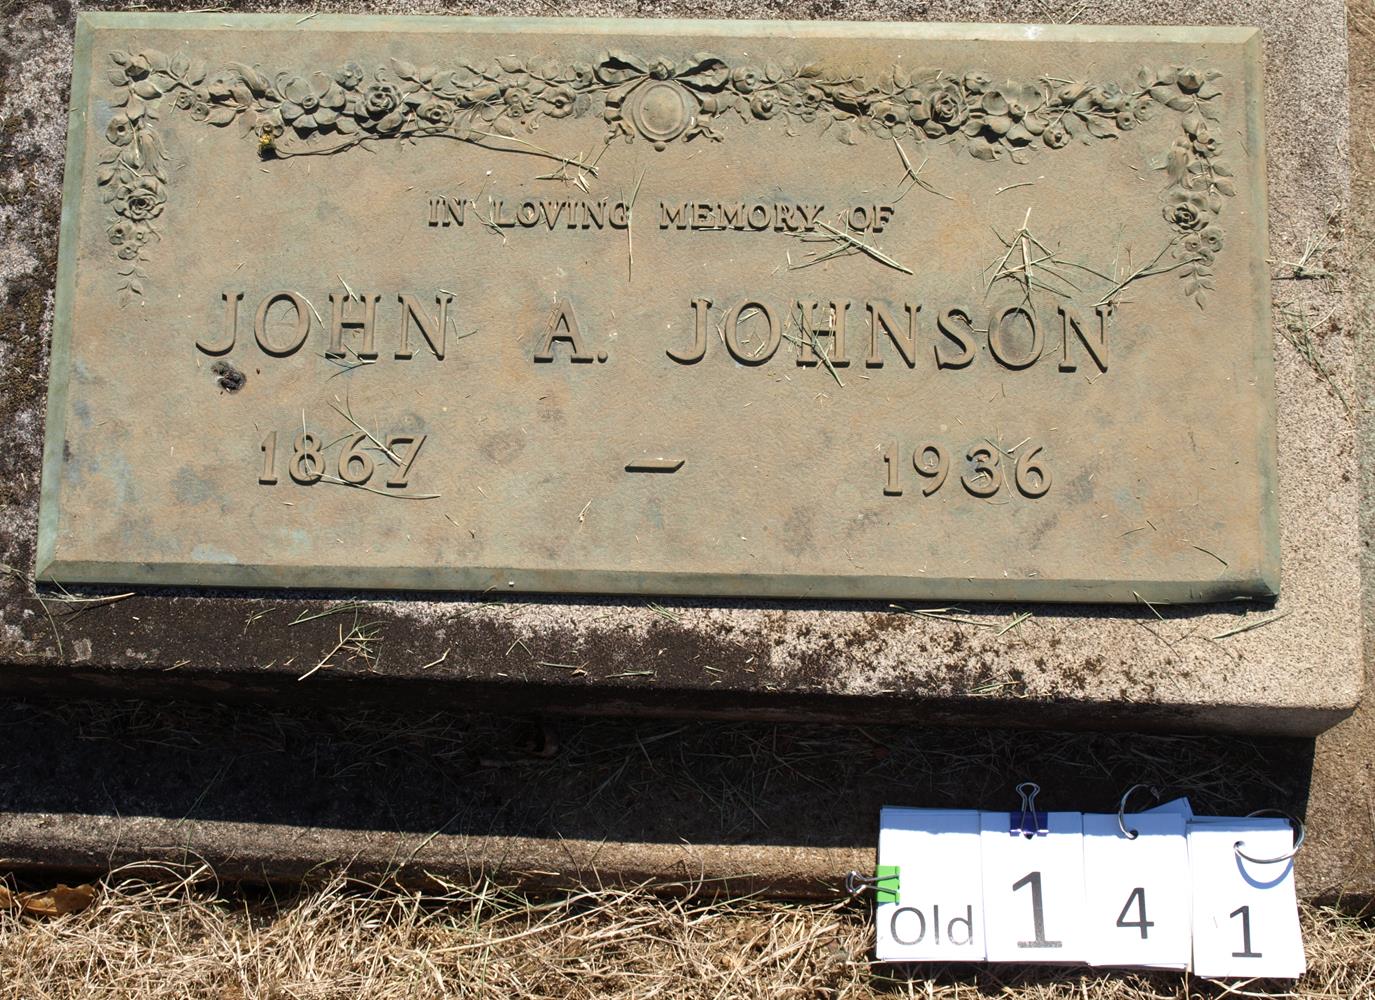 IN LOVING MEMORY OF
JOHN A. JOHNSON
1867 – 1936
Old 1 4 1